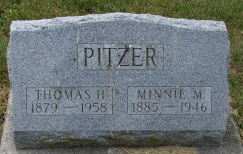 PITZER
THOMAS H. MINNIE M.
1879 — 1958 1885 — 1946